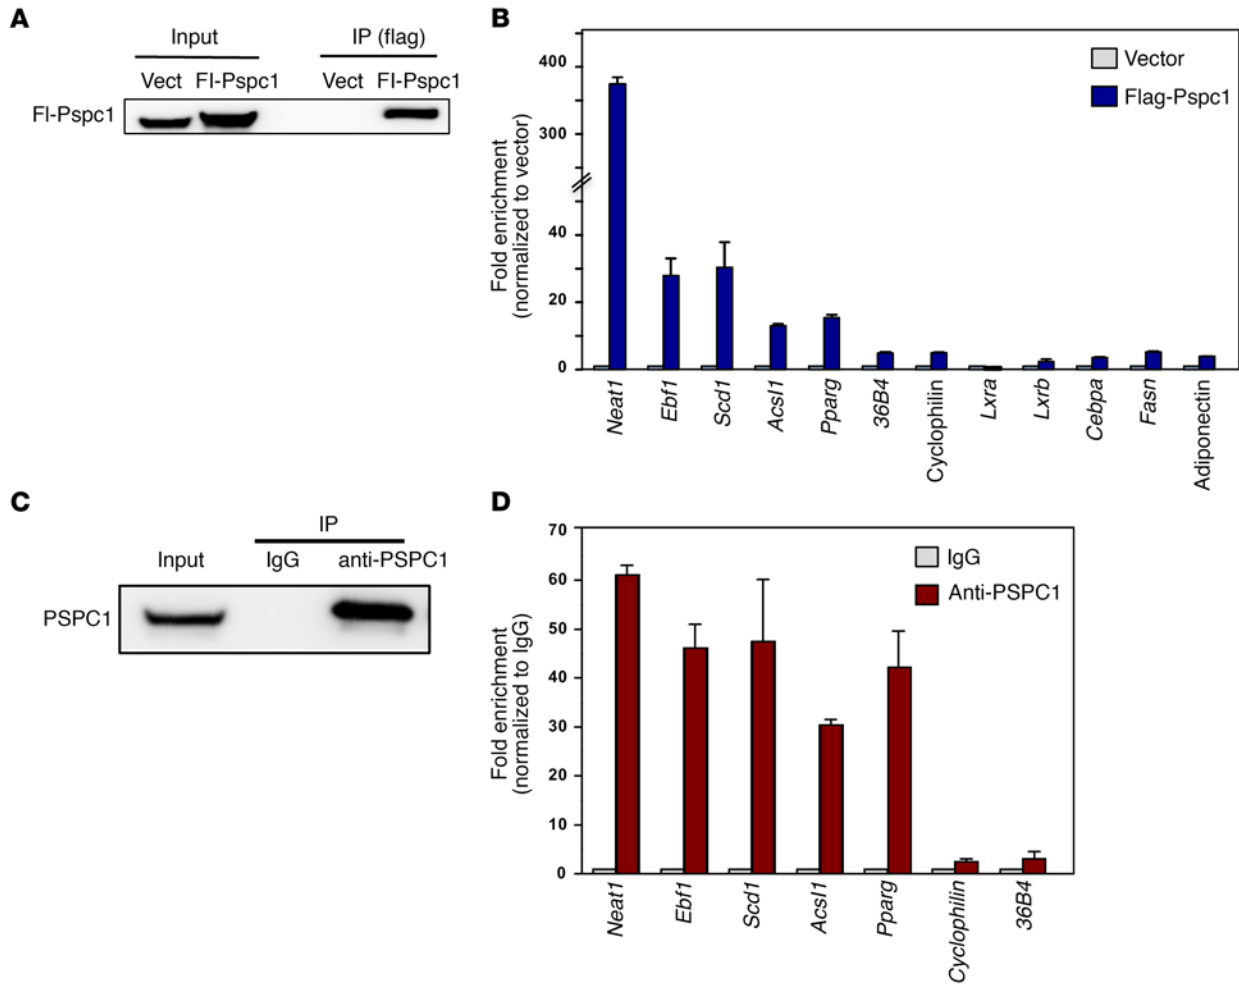 A
Input
IP (flag)
Vect
Fl-Pspc1
Vect
Fl-Pspc1
Fl-Pspc1
B
Fold enrichment
(normalized to vector)
400
300
40
20
0
Vector
Flag-Pspc1
Neat1
Ebf1
Scd1
Acsl1
Pparg
36B4
Cyclophilin
Lxra
Lxrb
Cebpa
Fasn
Adiponectin
C
IP
Input
IgG
anti-PSPC1
PSPC1
D
Fold enrichment
(normalized to IgG)
70
60
50
40
30
20
10
0
IgG
Anti-PSPC1
Neat1
Ebf1
Scd1
Acsl1
Pparg
Cyclophilin
36B4